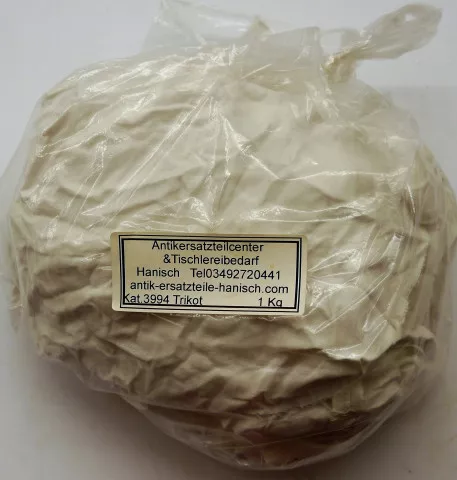 Antikersatzteilcenter
&Tischlereibedarf
Hanisch Tel03492720441
antik-ersatzteile-hanisch.com
Kat.3994 Trikot 1 Kg